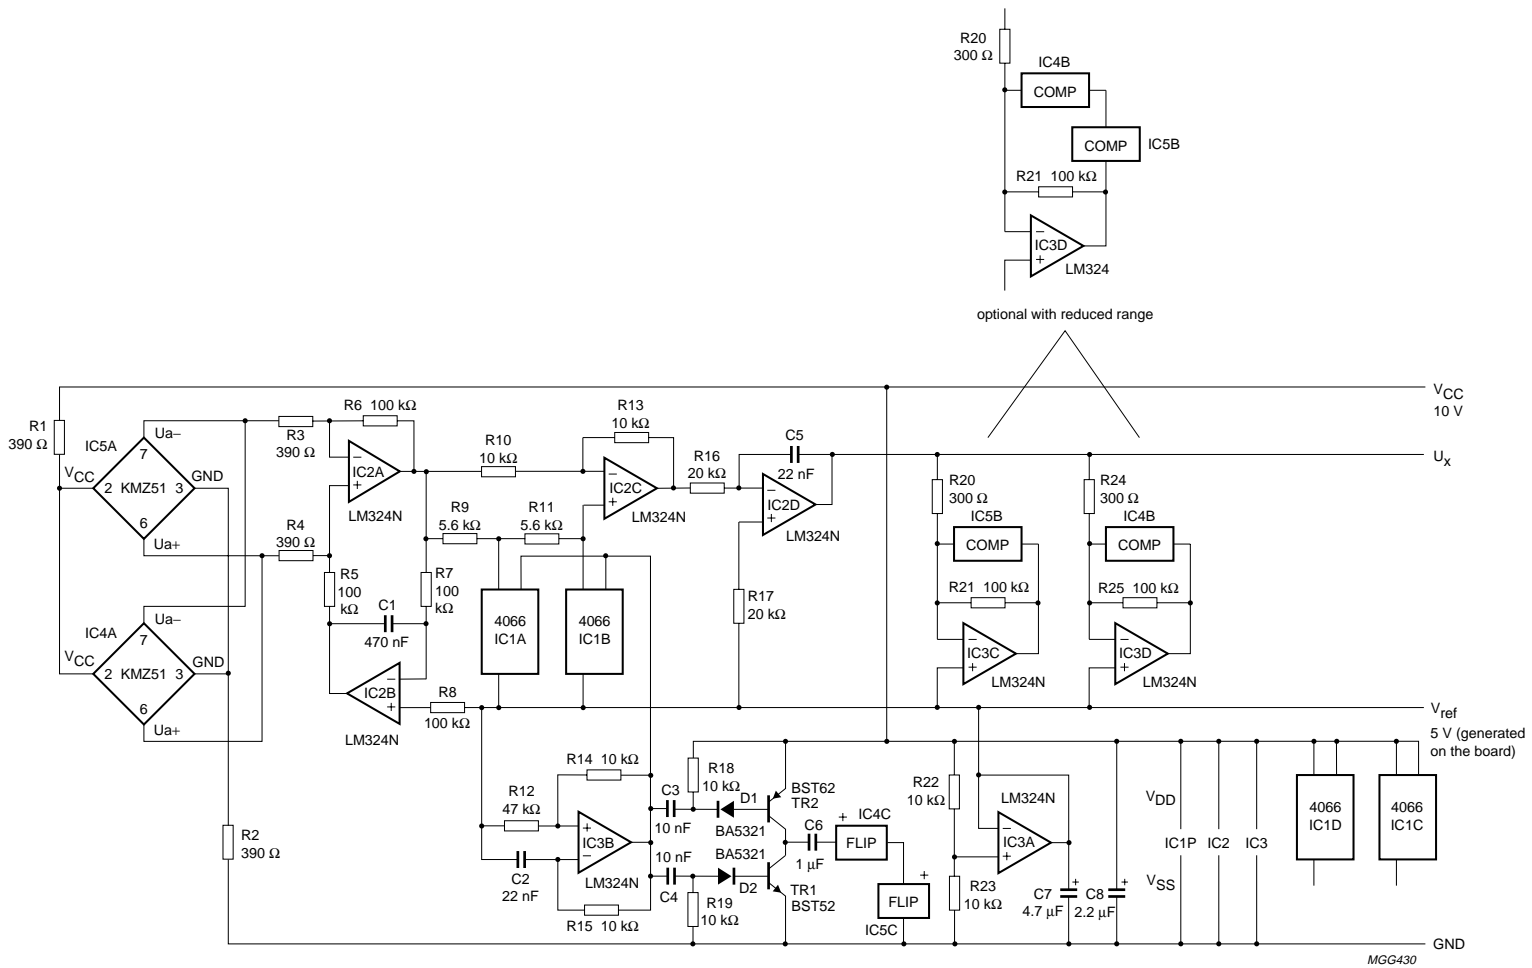 R20
300 Ω
IC4B
COMP
COMP
IC5B
R21 100 kΩ
−
IC3D
+
LM324
optional with reduced range
VCC
10 V
R1
390 Ω
IC5A
Ua−
7
VCC
2 KMZ51 3
GND
6
Ua+
R3
390 Ω
R6 100 kΩ
−
IC2A
+
LM324N
R4
390 Ω
R10
10 kΩ
R13
10 kΩ
−
IC2C
+
LM324N
R9
5.6 kΩ
R11
5.6 kΩ
R16
20 kΩ
C5
22 nF
−
IC2D
+
LM324N
Ux
R20
300 Ω
IC5B
COMP
R21 100 kΩ
−
IC3C
+
LM324N
R24
300 Ω
IC4B
COMP
R25 100 kΩ
−
IC3D
+
LM324N
R5
100
kΩ
R7
100
kΩ
C1
470 nF
4066
IC1A
4066
IC1B
R17
20 kΩ
IC4A
Ua−
7
VCC
2 KMZ51 3
GND
6
Ua+
−
IC2B
+
LM324N
R8
100 kΩ
Vref
5 V (generated
on the board)
R2
390 Ω
R14 10 kΩ
R12
47 kΩ
+
IC3B
−
LM324N
C2
22 nF
R15 10 kΩ
C3
10 nF
R18
10 kΩ
D1
BA5321
BST62
TR2
10 nF
C4
BA5321
D2
R19
10 kΩ
TR1
BST52
C6
1 µF
+
IC4C
FLIP
+
FLIP
IC5C
R22
10 kΩ
LM324N
−
IC3A
+
R23
10 kΩ
+
C7
4.7 µF
+
C8
2.2 µF
VDD
IC1P
IC2
IC3
VSS
4066
IC1D
4066
IC1C
GND
MGG430